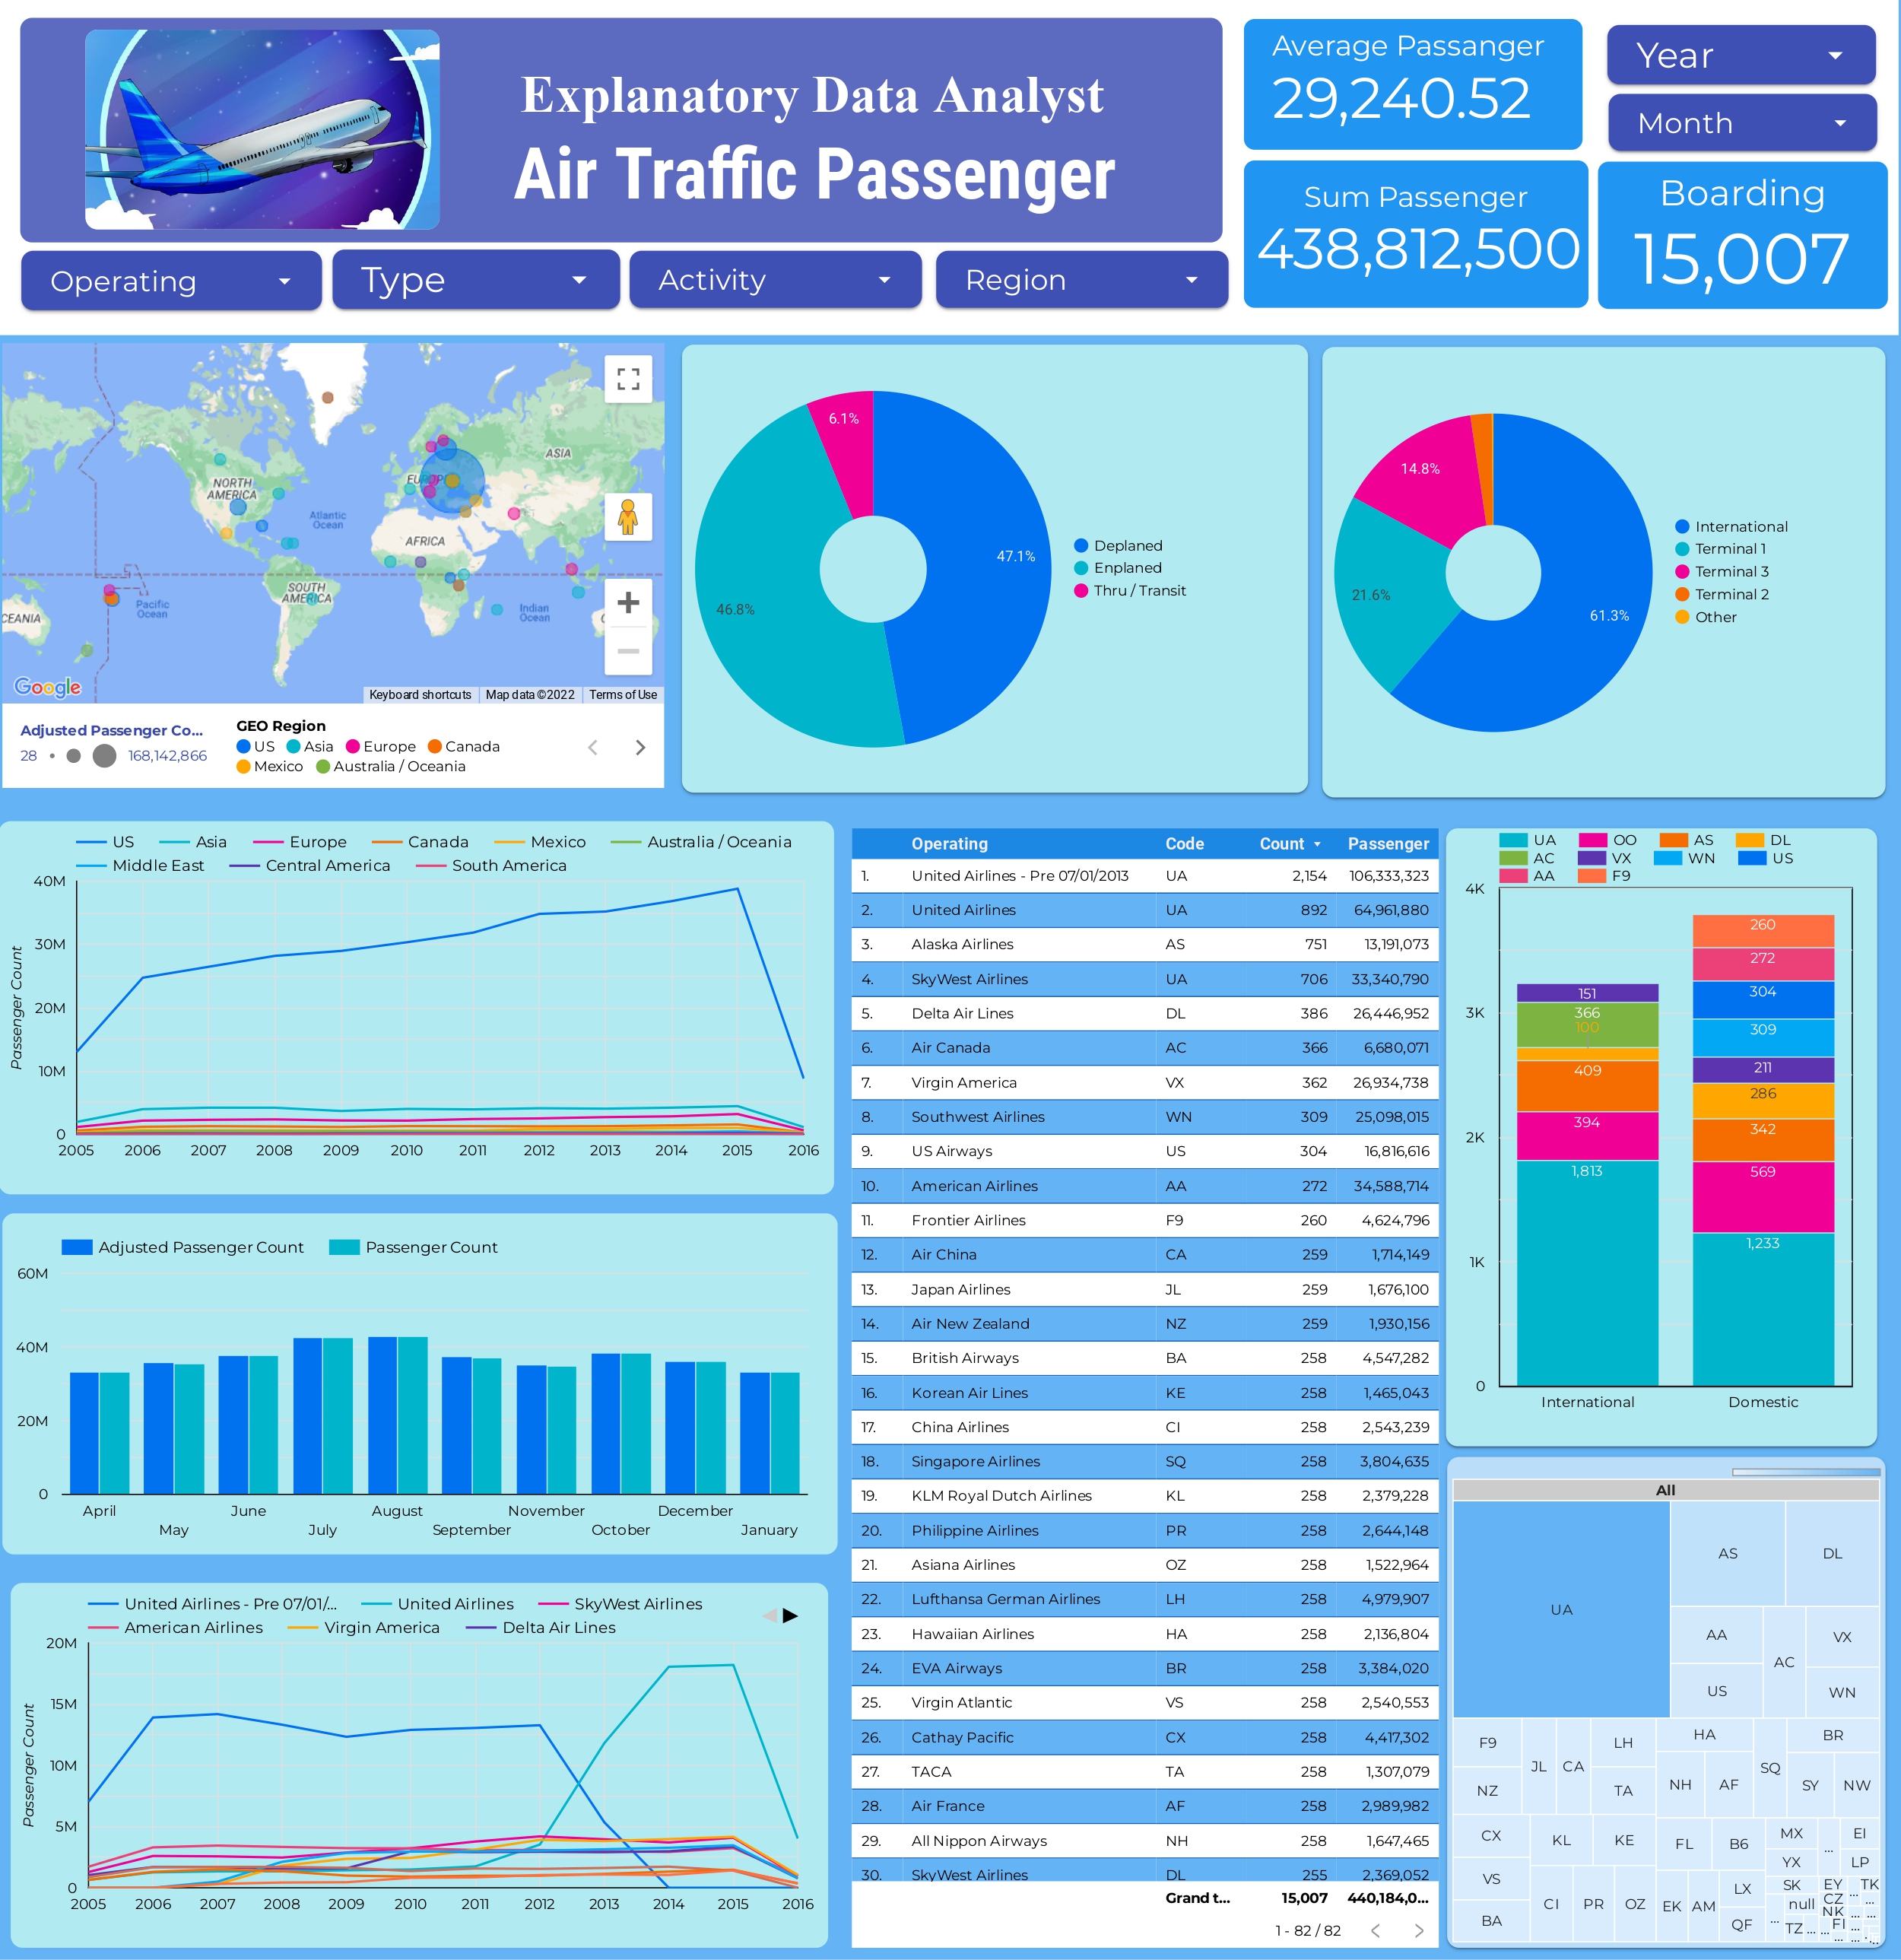 Explanatory Data Analyst
Air Traffic Passenger
Average Passanger
29,240.52
Year
Month
Sum Passenger
438,812,500
Boarding
15,007
Operating
Type
Activity
Region
NORTH
AMERICA
Atlantic
Ocean
EUROPE
ASIA
AFRICA
SOUTH
AMERICA
Pacific
Ocean
Indian
Ocean
CEANIA
Google
Keyboard shortcuts
Map data ©2022
Terms of Use
Adjusted Passenger Co...
28
168,142,866
GEO Region
US Asia Europe Canada
Mexico Australia / Oceania
6.1%
47.1%
46.8%
Deplaned
Enplaned
Thru / Transit
14.8%
21.6%
61.3%
International
Terminal 1
Terminal 3
Terminal 2
Other
US Asia Europe Canada Mexico Australia / Oceania
Middle East Central America South America
Passenger Count
40M
30M
20M
10M
0
2005 2006 2007 2008 2009 2010 2011 2012 2013 2014 2015 2016
Adjusted Passenger Count Passenger Count
60M
40M
20M
0
April June August November December
May July September October January
United Airlines - Pre 07/01/... United Airlines SkyWest Airlines
American Airlines Virgin America Delta Air Lines
Passenger Count
20M
15M
10M
5M
0
2005 2006 2007 2008 2009 2010 2011 2012 2013 2014 2015 2016
Operating Code Count Passenger
1. United Airlines - Pre 07/01/2013 UA 2,154 106,333,323
2. United Airlines UA 892 64,961,880
3. Alaska Airlines AS 751 13,191,073
4. SkyWest Airlines UA 706 33,340,790
5. Delta Air Lines DL 386 26,446,952
6. Air Canada AC 366 6,680,071
7. Virgin America VX 362 26,934,738
8. Southwest Airlines WN 309 25,098,015
9. US Airways US 304 16,816,616
10. American Airlines AA 272 34,588,714
11. Frontier Airlines F9 260 4,624,796
12. Air China CA 259 1,714,149
13. Japan Airlines JL 259 1,676,100
14. Air New Zealand NZ 259 1,930,156
15. British Airways BA 258 4,547,282
16. Korean Air Lines KE 258 1,465,043
17. China Airlines CI 258 2,543,239
18. Singapore Airlines SQ 258 3,804,635
19. KLM Royal Dutch Airlines KL 258 2,379,228
20. Philippine Airlines PR 258 2,644,148
21. Asiana Airlines OZ 258 1,522,964
22. Lufthansa German Airlines LH 258 4,979,907
23. Hawaiian Airlines HA 258 2,136,804
24. EVA Airways BR 258 3,384,020
25. Virgin Atlantic VS 258 2,540,553
26. Cathay Pacific CX 258 4,417,302
27. TACA TA 258 1,307,079
28. Air France AF 258 2,989,982
29. All Nippon Airways NH 258 1,647,465
30. SkyWest Airlines DL 255 2,369,052
Grand t... 15,007 440,184,0...
1 - 82 / 82
UA OO AS DL
AC VX WN US
AA F9
4K
3K
2K
1K
0
151
366
100
409
394
1,813
260
272
304
309
211
286
342
569
1,233
International Domestic
All
UA AS DL
AA AC VX
US WN
F9 JL CA LH HA SQ BR
NZ TA NH AF SY NW
CX KL KE FL B6 MX ... EI
YX LP
VS CI PR OZ EK AM LX SK EY ... TK
null CZ ...
BA QF ... TZ ... NK
FI